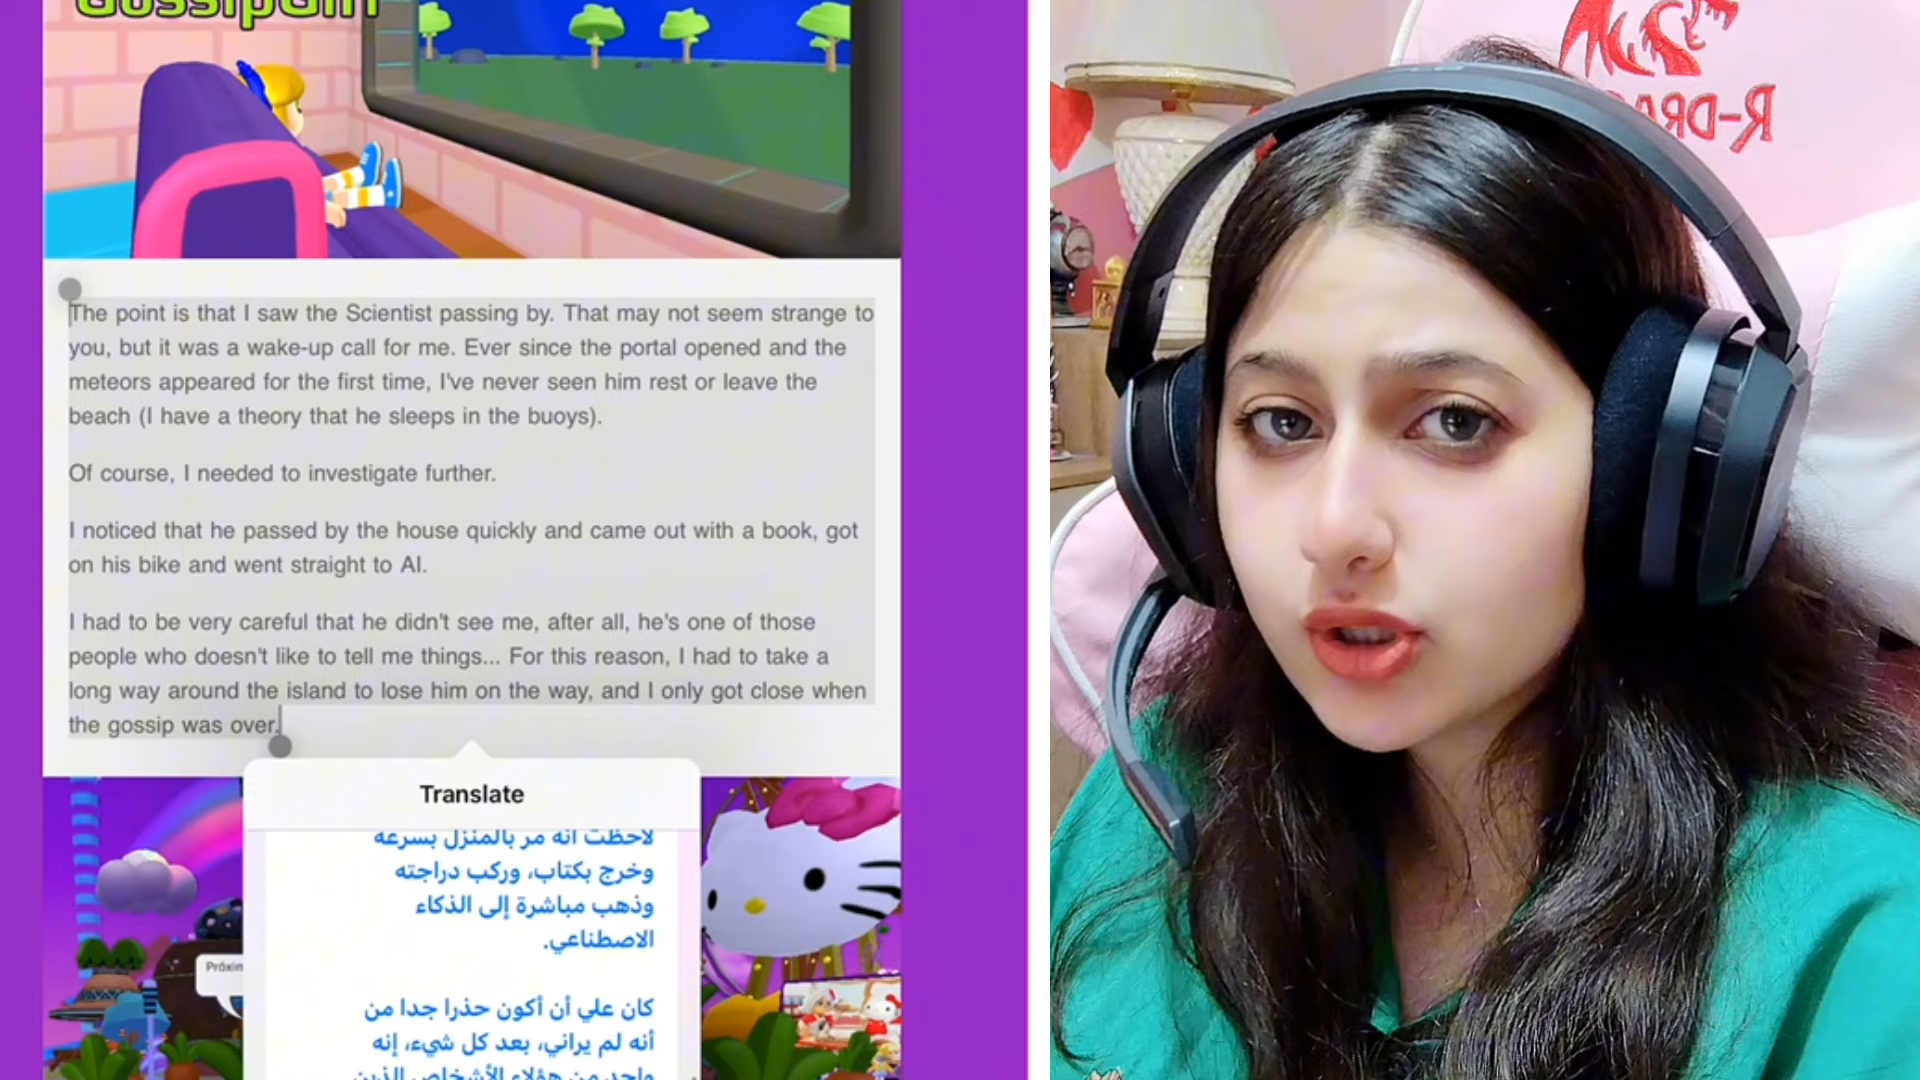 GossipGirl
The point is that I saw the Scientist passing by. That may not seem strange to
you, but it was a wake-up call for me. Ever since the portal opened and the
meteors appeared for the first time, I've never seen him rest or leave the
beach (I have a theory that he sleeps in the buoys).
Of course, I needed to investigate further.
I noticed that he passed by the house quickly and came out with a book, got
on his bike and went straight to AI.
I had to be very careful that he didn't see me, after all, he's one of those
people who doesn't like to tell me things... For this reason, I had to take a
long way around the island to lose him on the way, and I only got close when
the gossip was over.
Translate
لاحظت أنه مر بالمنزل بسرعة
وخرج بكتاب، وركب دراجته
وذهب مباشرة إلى الذكاء
الاصطناعي.
كان علي أن أكون حذرا جدا من
أنه لم يراني، بعد كل شيء، إنه
واحد من هؤلاء الأشخاص الذين
Próxim